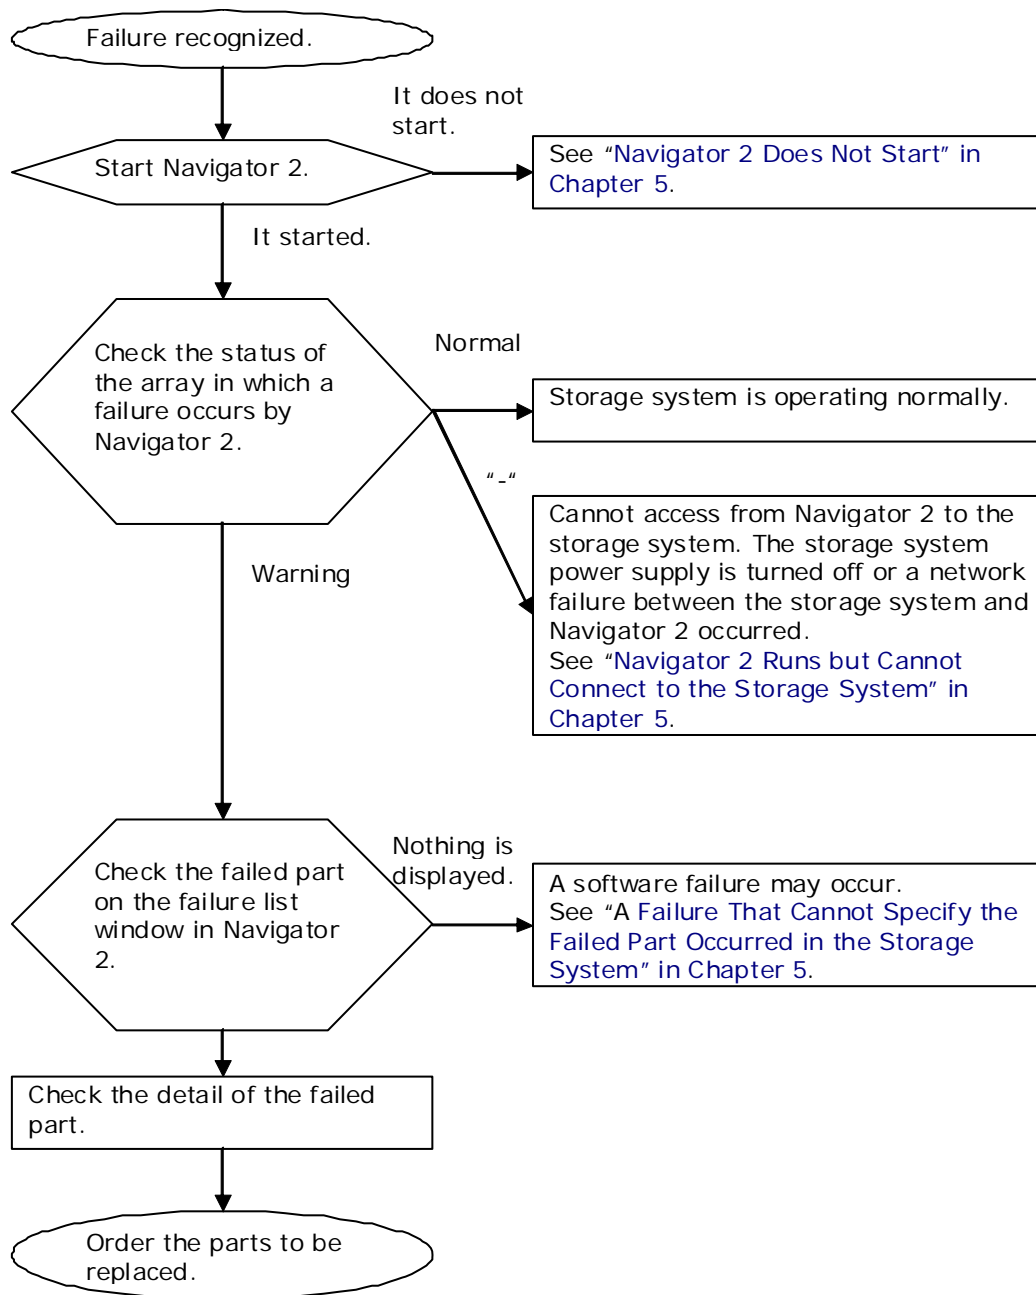 Failure recognized.
It does not
start.
Start Navigator 2.
See “Navigator 2 Does Not Start” in
Chapter 5.
It started.
Check the status of
the array in which a
failure occurs by
Navigator 2.
Normal
Storage system is operating normally.
“-“
Cannot access from Navigator 2 to the
storage system. The storage system
power supply is turned off or a network
failure between the storage system and
Navigator 2 occurred.
See “Navigator 2 Runs but Cannot
Connect to the Storage System” in
Chapter 5.
Warning
Check the failed part
on the failure list
window in Navigator
2.
Nothing is
displayed.
A software failure may occur.
See “A Failure That Cannot Specify the
Failed Part Occurred in the Storage
System” in Chapter 5.
Check the detail of the failed
part.
Order the parts to be
replaced.